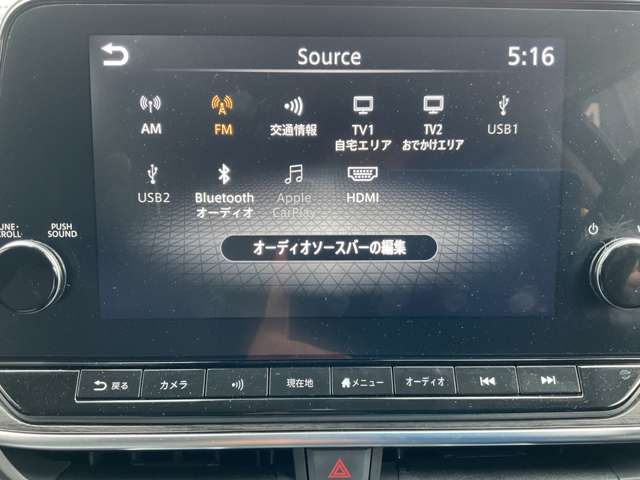 Source
5:16
AM
FM
交通情報
TV1
自宅エリア
TV2
おでかけエリア
USB1
USB2
Bluetooth
オーディオ
Apple
CarPlay
HDMI
オーディオソースバーの編集
PUSH
SOUND
戻る
カメラ
現在地
メニュー
オーディオ